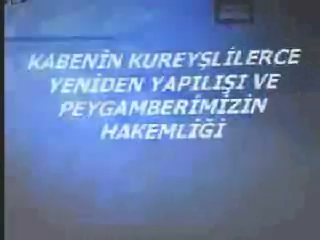 KABENİN KUREYŞLİLERCE
YENİDEN YAPILIŞI VE
PEYGAMBERİMİZİN
HAKEMLİĞİ